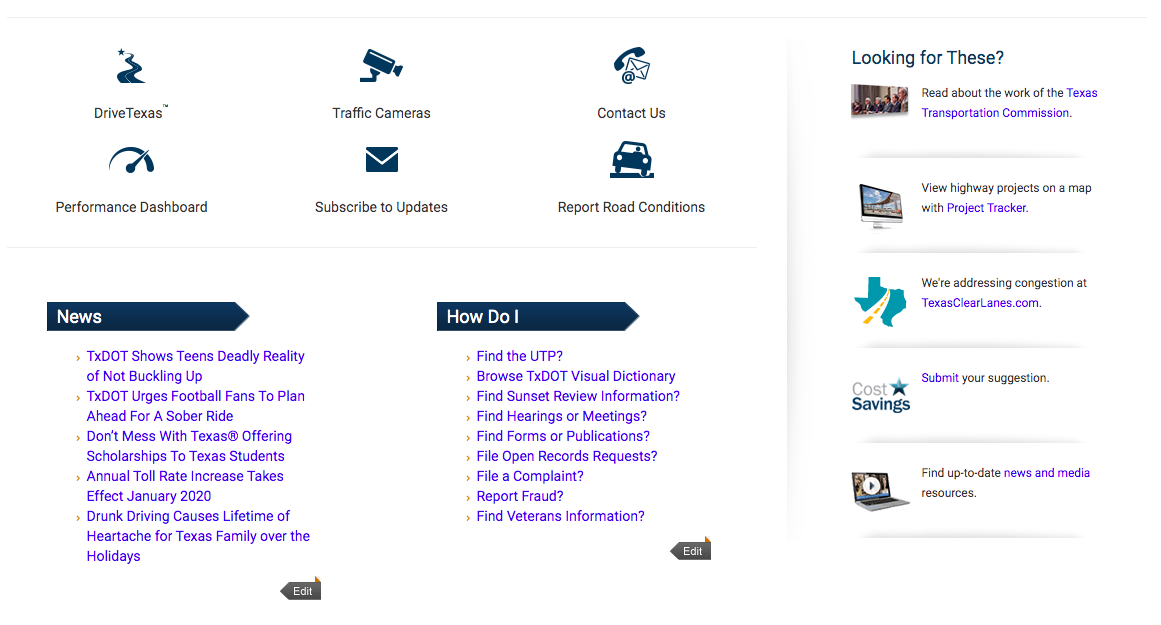 DriveTexas™
Traffic Cameras
Contact Us
Performance Dashboard
Subscribe to Updates
Report Road Conditions
News
TxDOT Shows Teens Deadly Reality
of Not Buckling Up
TxDOT Urges Football Fans To Plan
Ahead For A Sober Ride
Don’t Mess With Texas® Offering
Scholarships To Texas Students
Annual Toll Rate Increase Takes
Effect January 2020
Drunk Driving Causes Lifetime of
Heartache for Texas Family over the
Holidays
Edit
How Do I
Find the UTP?
Browse TxDOT Visual Dictionary
Find Sunset Review Information?
Find Hearings or Meetings?
Find Forms or Publications?
File Open Records Requests?
File a Complaint?
Report Fraud?
Find Veterans Information?
Edit
Looking for These?
Read about the work of the Texas
Transportation Commission.
View highway projects on a map
with Project Tracker.
We're addressing congestion at
TexasClearLanes.com.
Cost
Savings
Submit your suggestion.
Find up-to-date news and media
resources.